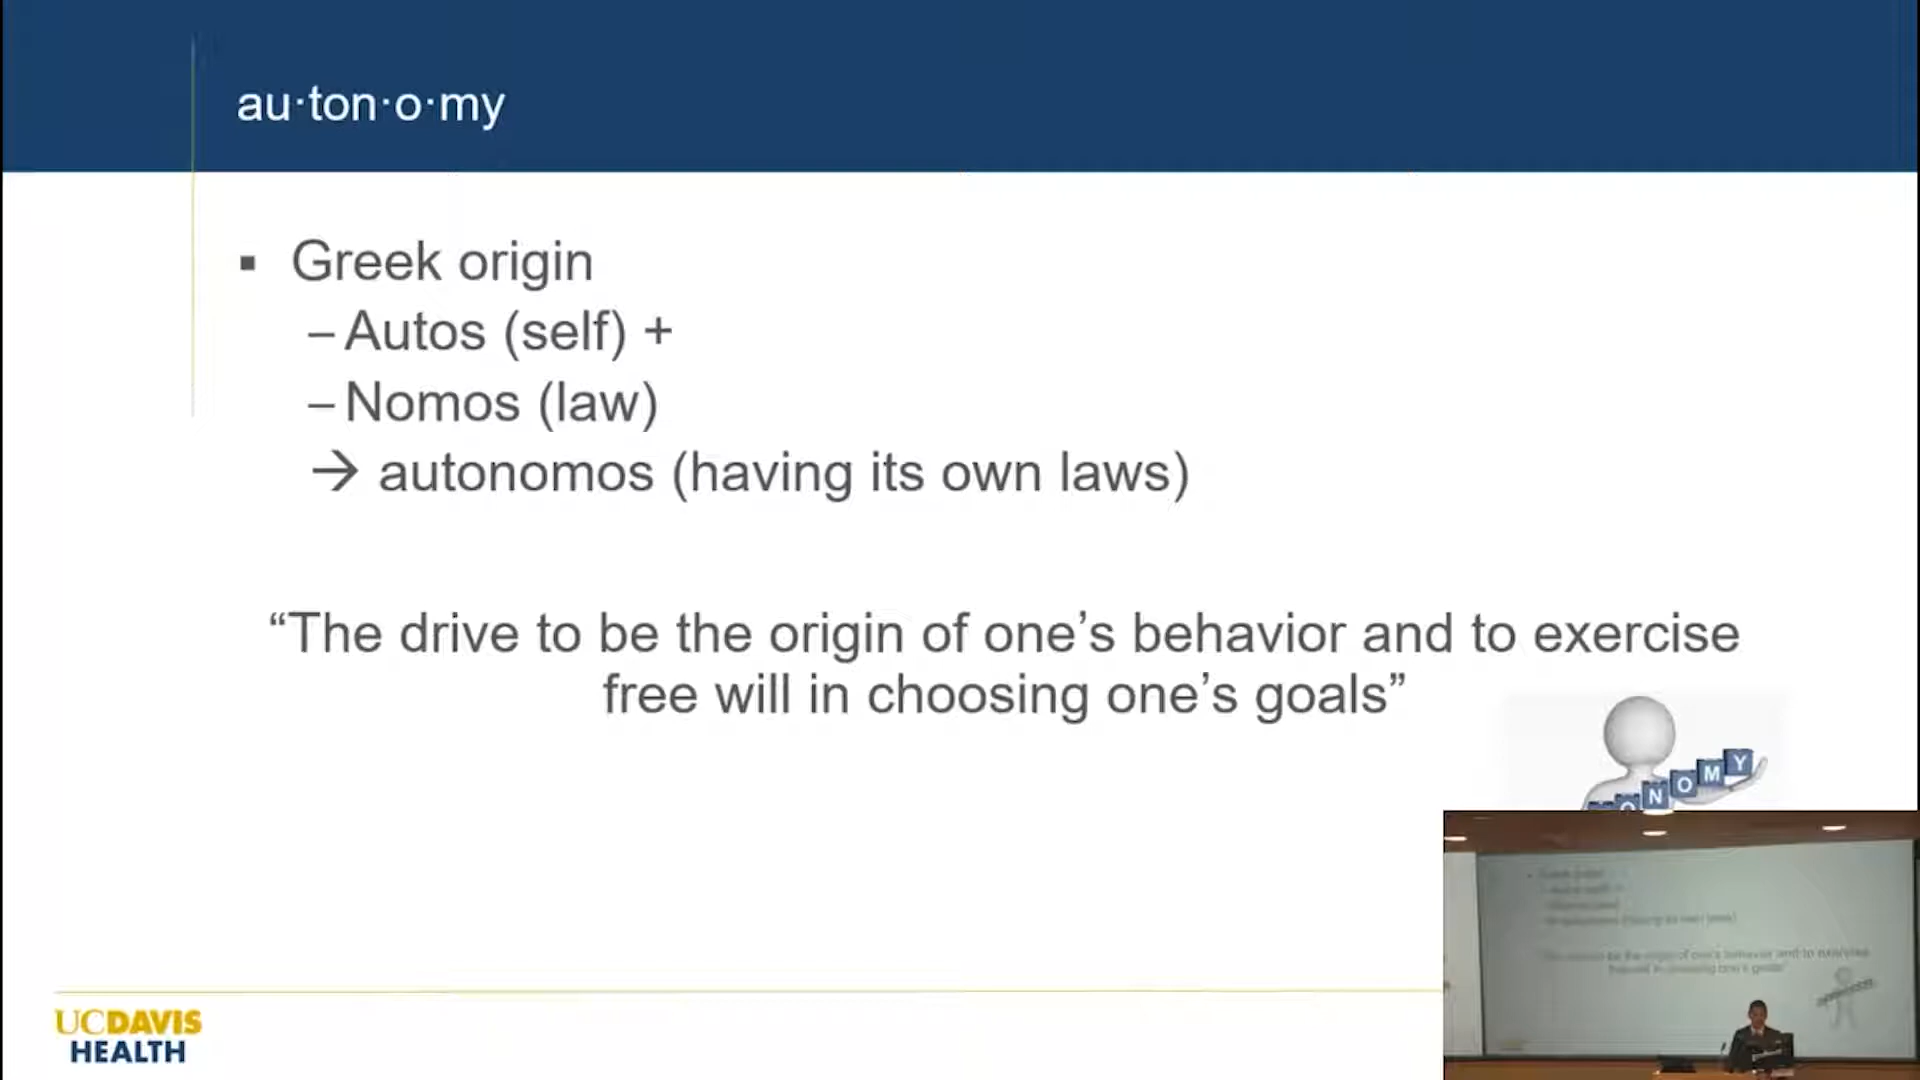 au·ton·o·my
▪ Greek origin
– Autos (self) +
– Nomos (law)
→ autonomos (having its own laws)
“The drive to be the origin of one’s behavior and to exercise
free will in choosing one’s goals”
O N O M Y
UCDAVIS
HEALTH